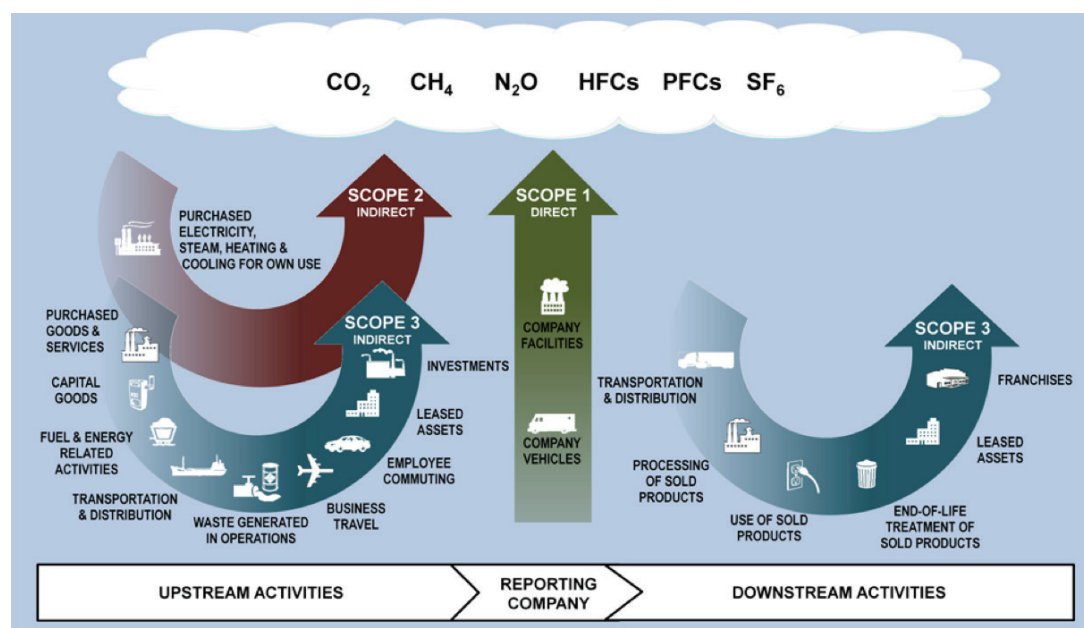 CO₂ CH₄ N₂O HFCs PFCs SF₆
SCOPE 2
INDIRECT
PURCHASED
ELECTRICITY,
STEAM, HEATING &
COOLING FOR OWN USE
SCOPE 1
DIRECT
COMPANY
FACILITIES
COMPANY
VEHICLES
PURCHASED
GOODS &
SERVICES
CAPITAL
GOODS
FUEL & ENERGY
RELATED
ACTIVITIES
TRANSPORTATION
& DISTRIBUTION
WASTE GENERATED
IN OPERATIONS
BUSINESS
TRAVEL
EMPLOYEE
COMMUTING
LEASED
ASSETS
INVESTMENTS
SCOPE 3
INDIRECT
TRANSPORTATION
& DISTRIBUTION
PROCESSING
OF SOLD
PRODUCTS
USE OF SOLD
PRODUCTS
END-OF-LIFE
TREATMENT OF
SOLD PRODUCTS
LEASED
ASSETS
FRANCHISES
SCOPE 3
INDIRECT
UPSTREAM ACTIVITIES
REPORTING
COMPANY
DOWNSTREAM ACTIVITIES